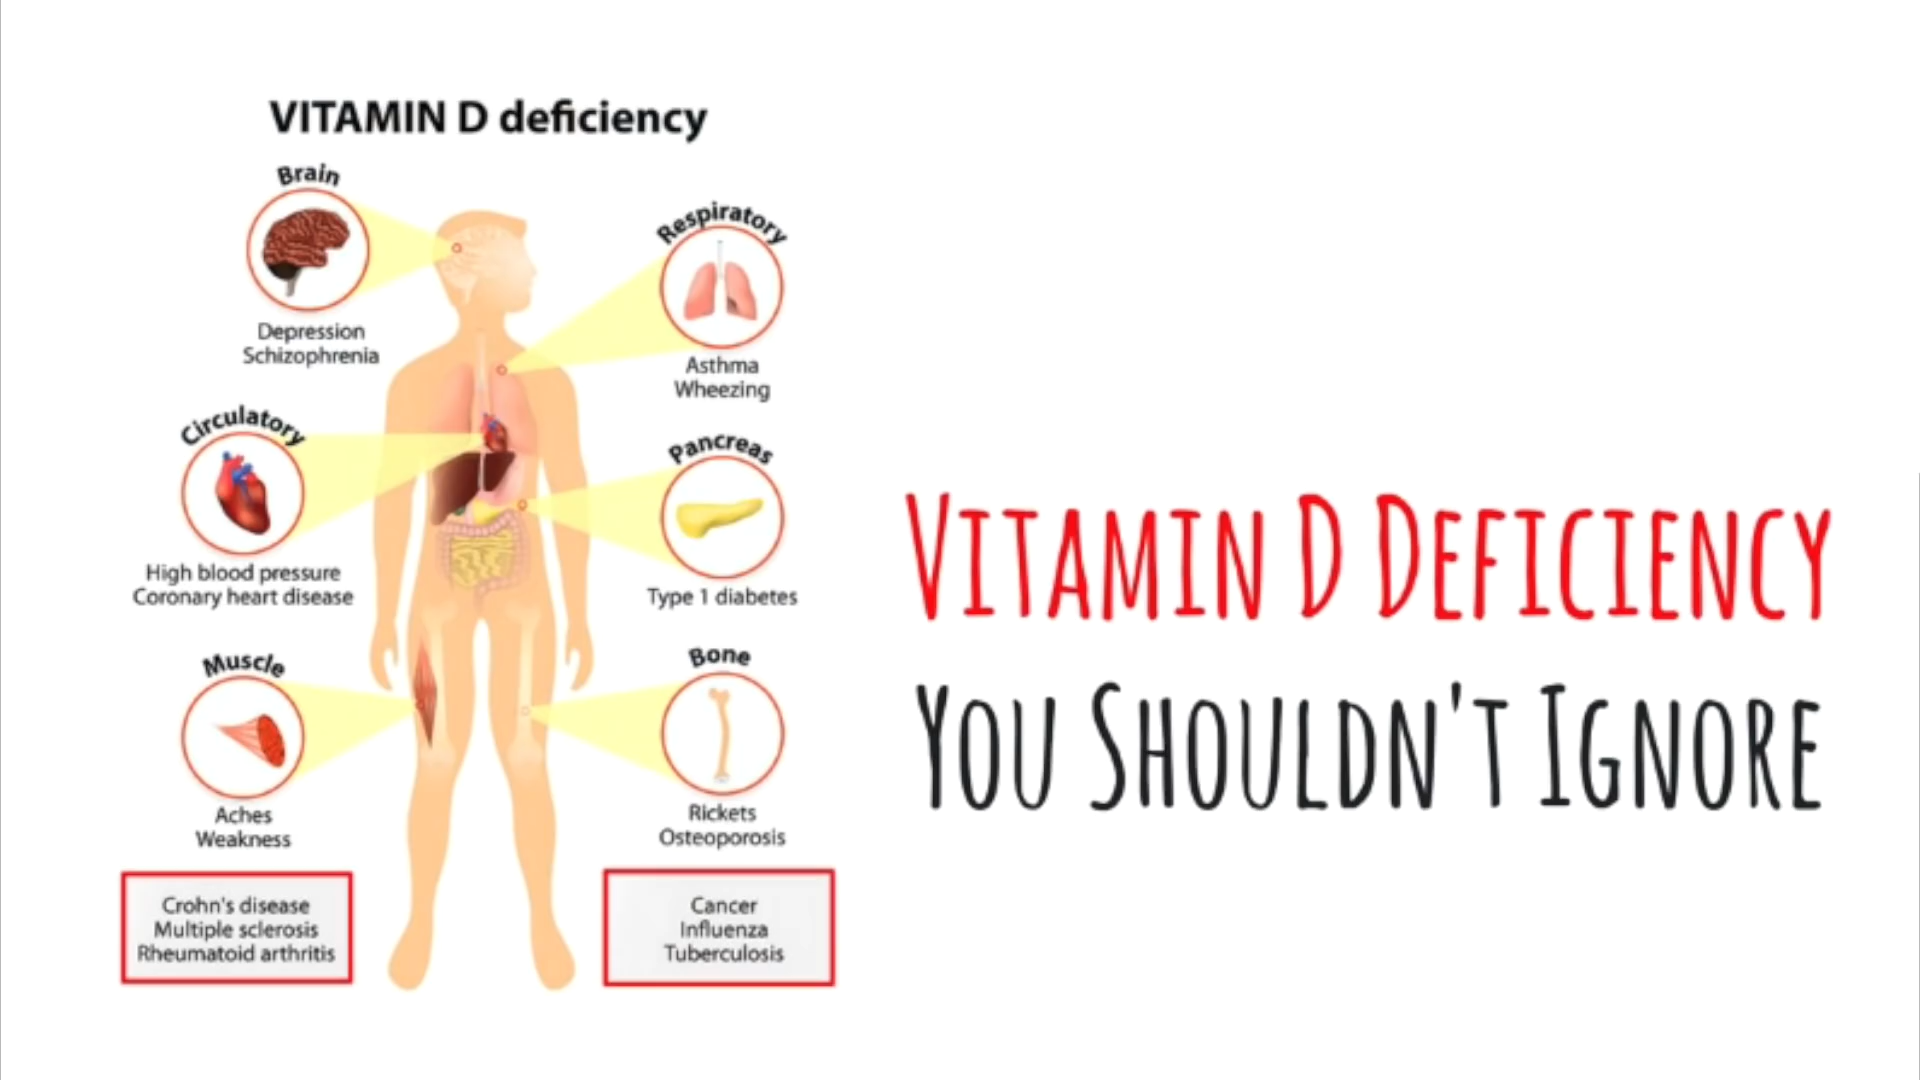 VITAMIN D deficiency
Brain
Depression
Schizophrenia
Respiratory
Asthma
Wheezing
Circulatory
High blood pressure
Coronary heart disease
Pancreas
Type 1 diabetes
Muscle
Aches
Weakness
Bone
Rickets
Osteoporosis
Crohn's disease
Multiple sclerosis
Rheumatoid arthritis
Cancer
Influenza
Tuberculosis
VITAMIN D DEFICIENCY
YOU SHOULDN'T IGNORE